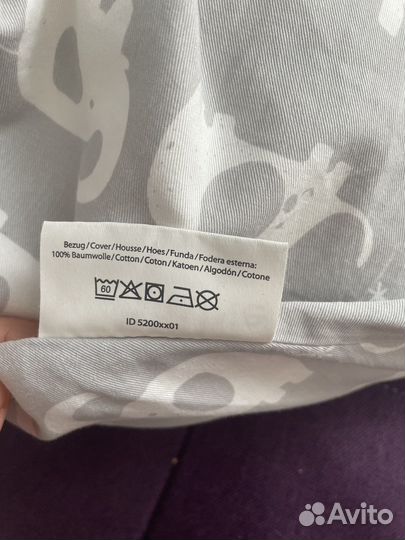 Bezug/Cover/Housse/Hoes/Funda/Fodera esterna:
100% Baumwolle/Cotton/Coton/Katoen/Algodón/Cotone
60
ID 5200xx01
Avito